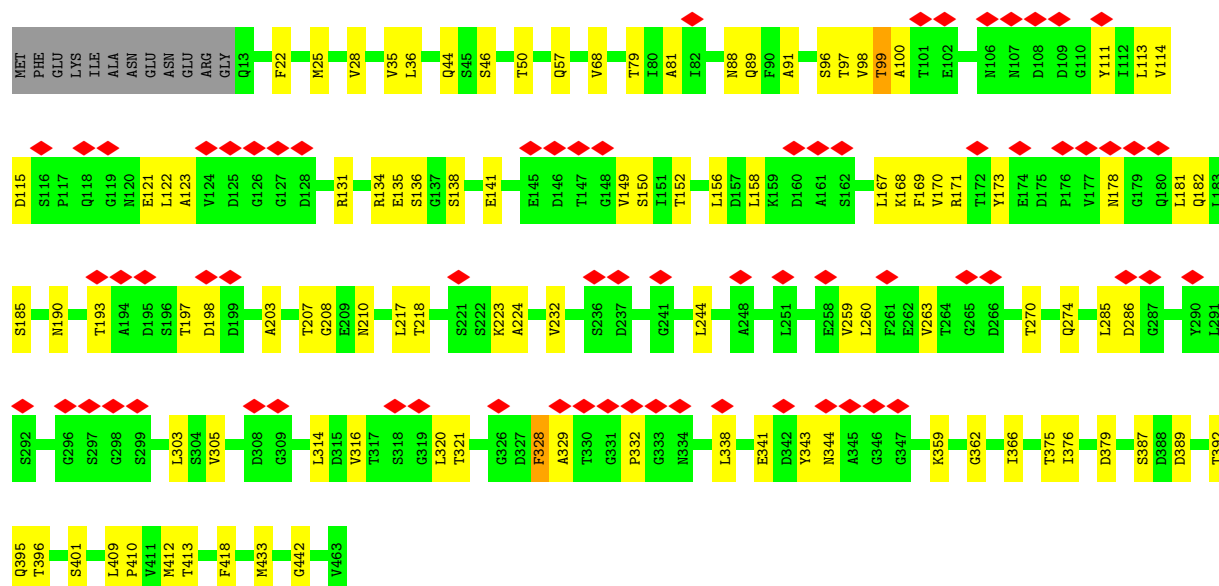 MET PHE GLU LYS ILE ALA ASN GLU ASN GLU ARG GLY Q13 F22 M25 V28 V35 L36 Q44 S45 S46 T50 Q57 V68 T79 I80 A81 I82 N88 Q89 F90 A91 S96 T97 V98 T99 A100 T101 E102 N106 N107 D108 D109 G110 Y111 I112 L113 V114
D115 S116 P117 Q118 G119 N120 E121 L122 A123 V124 D125 G126 G127 D128 R131 R134 E135 S136 G137 S138 E141 E145 D146 T147 G148 V149 S150 I151 T152 L156 D157 L158 K159 D160 A161 S162 L167 K168 F169 V170 R171 T172 Y173 E174 D175 P176 V177 N178 G179 Q180 L181 Q182 L183
S185 N190 T193 A194 D195 S196 T197 D198 D199 A203 T207 G208 E209 N210 L217 T218 S221 S222 K223 A224 V232 S236 D237 G241 L244 A248 L251 E258 V259 L260 F261 E262 V263 T264 G265 D266 T270 Q274 L285 D286 G287 Y290 L291
S292 G296 S297 G298 S299 L303 S304 V305 D308 G309 L314 D315 V316 T317 S318 G319 L320 T321 G326 D327 F328 A329 T330 G331 P332 G333 N334 L338 E341 D342 Y343 N344 A345 G346 G347 K359 G362 I366 T375 I376 D379 S387 D388 D389 T392
Q395 T396 S401 L409 P410 V411 M412 T413 F418 M433 G442 V463